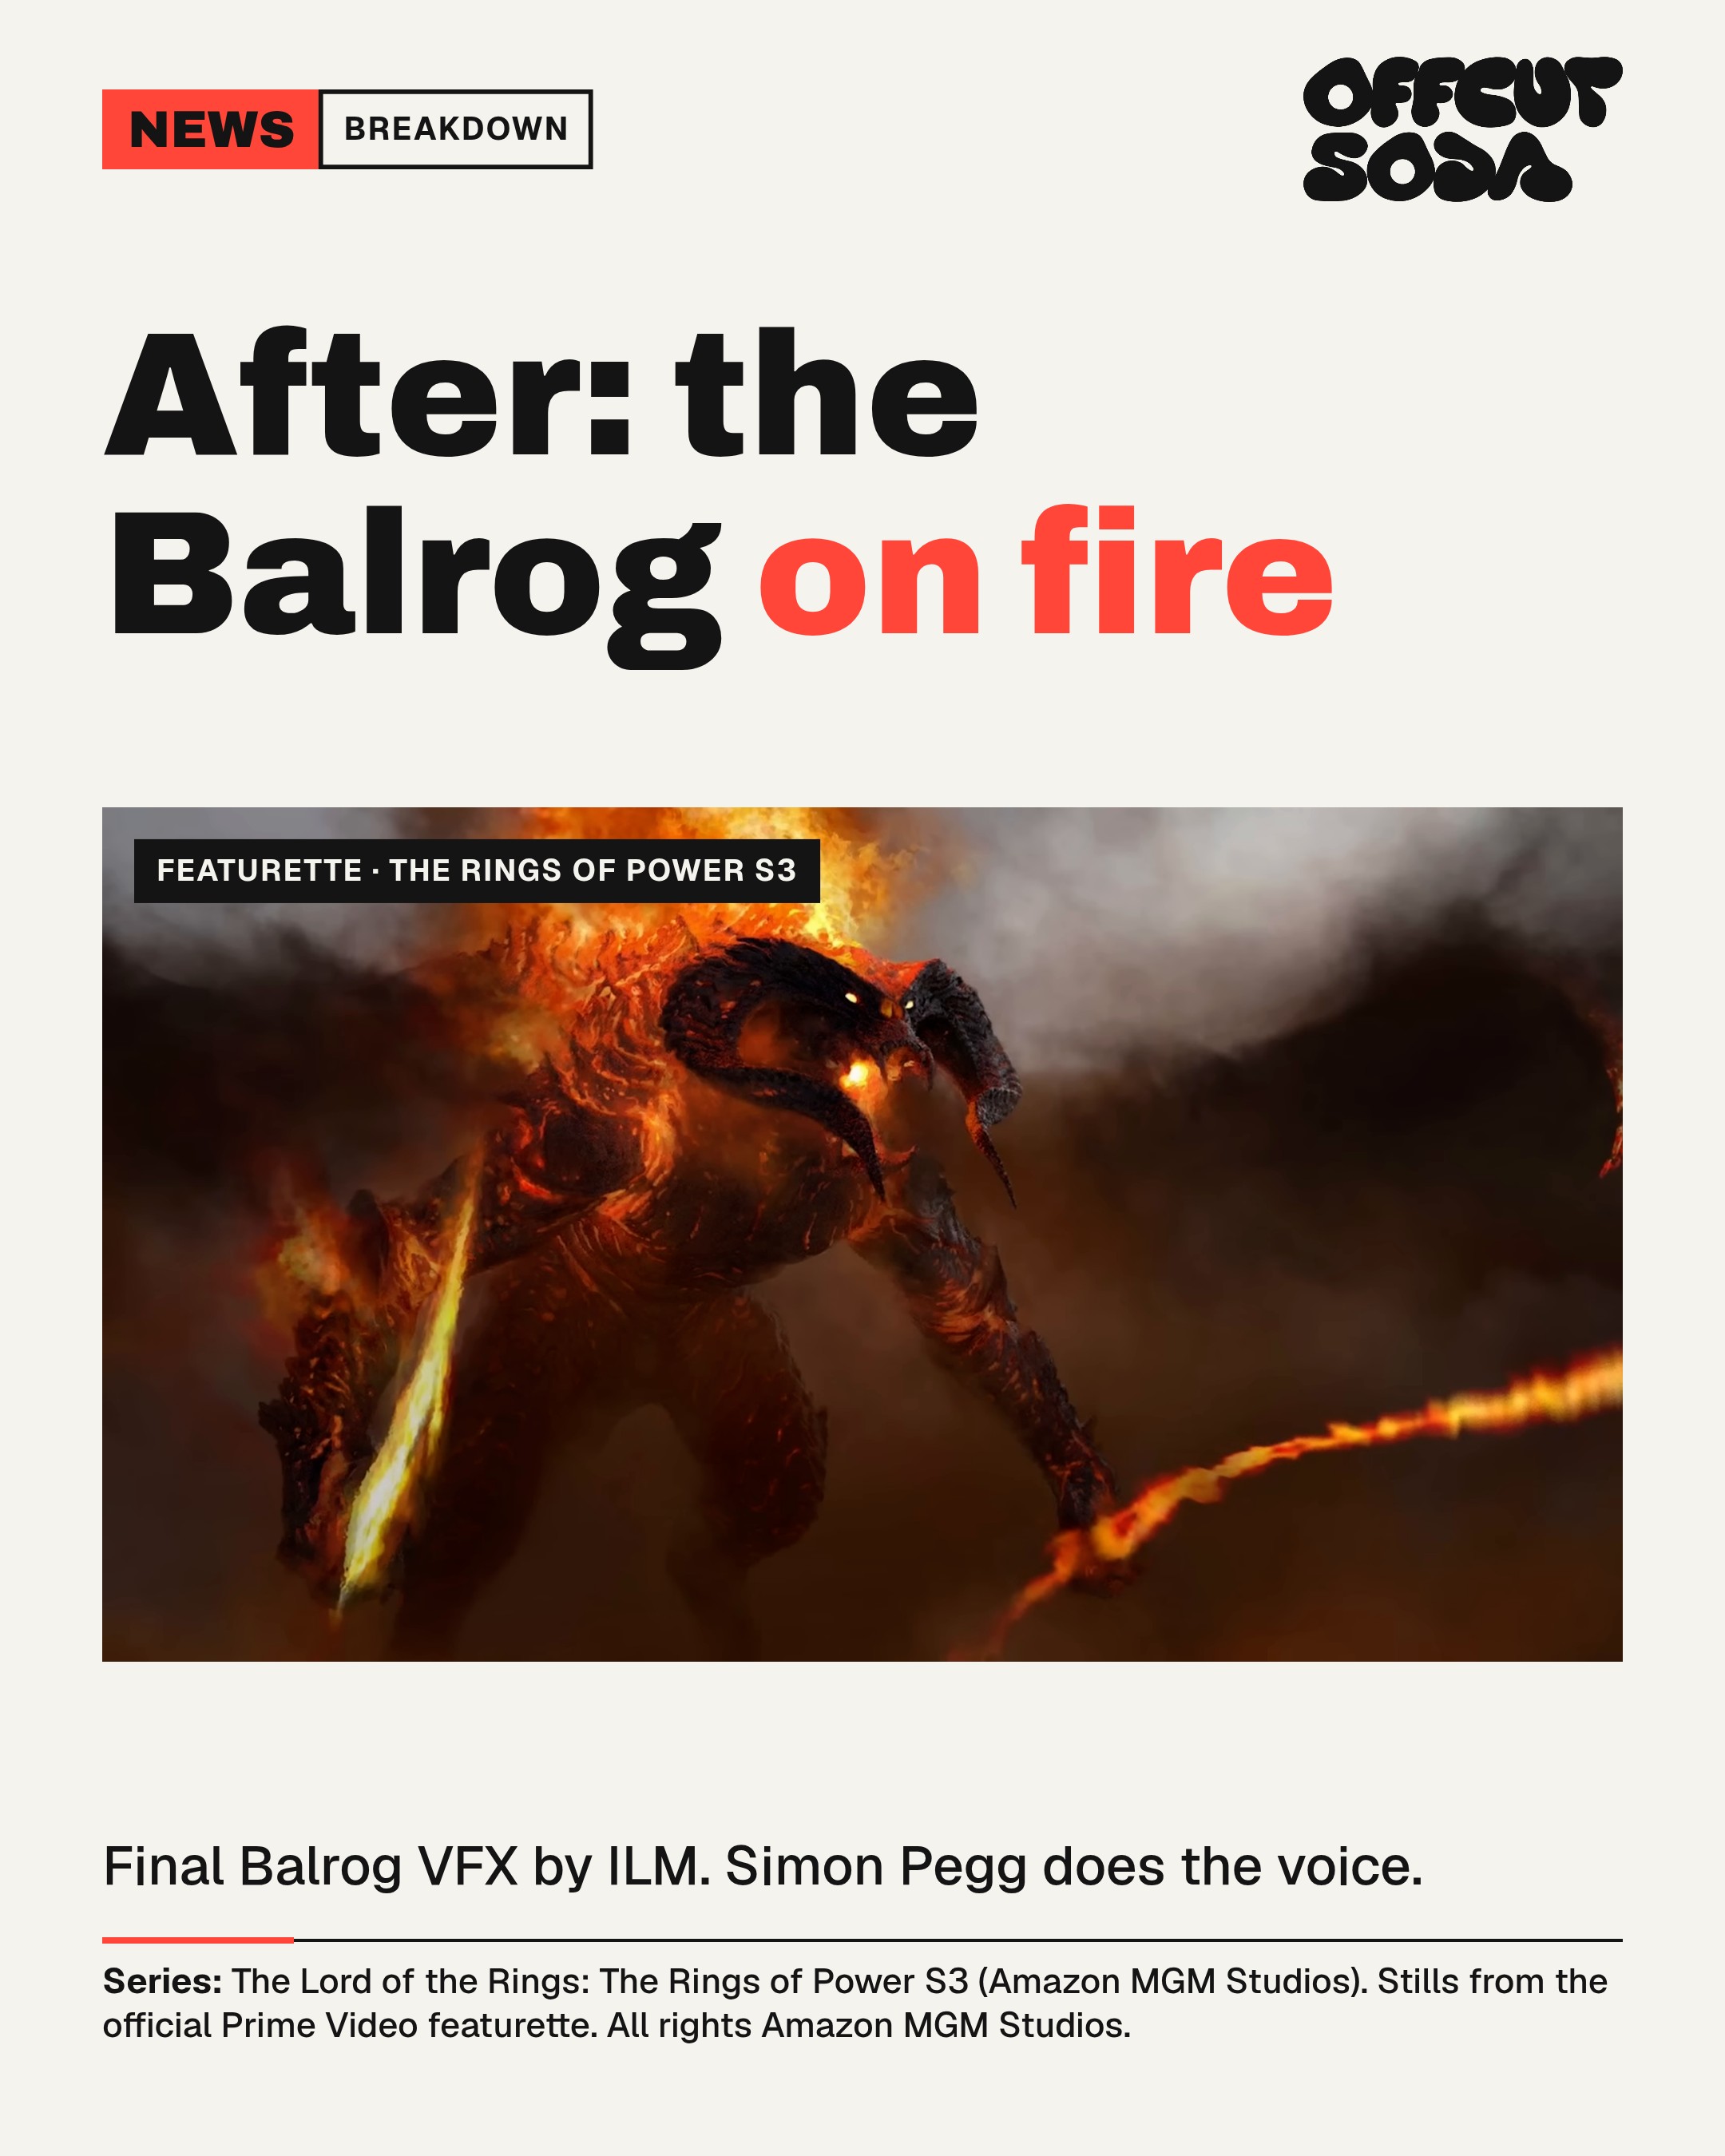 NEWS BREAKDOWN
OFFCUT
SODA
After: the
Balrog on fire
FEATURETTE · THE RINGS OF POWER S3
Final Balrog VFX by ILM. Simon Pegg does the voice.
Series: The Lord of the Rings: The Rings of Power S3 (Amazon MGM Studios). Stills from the
official Prime Video featurette. All rights Amazon MGM Studios.